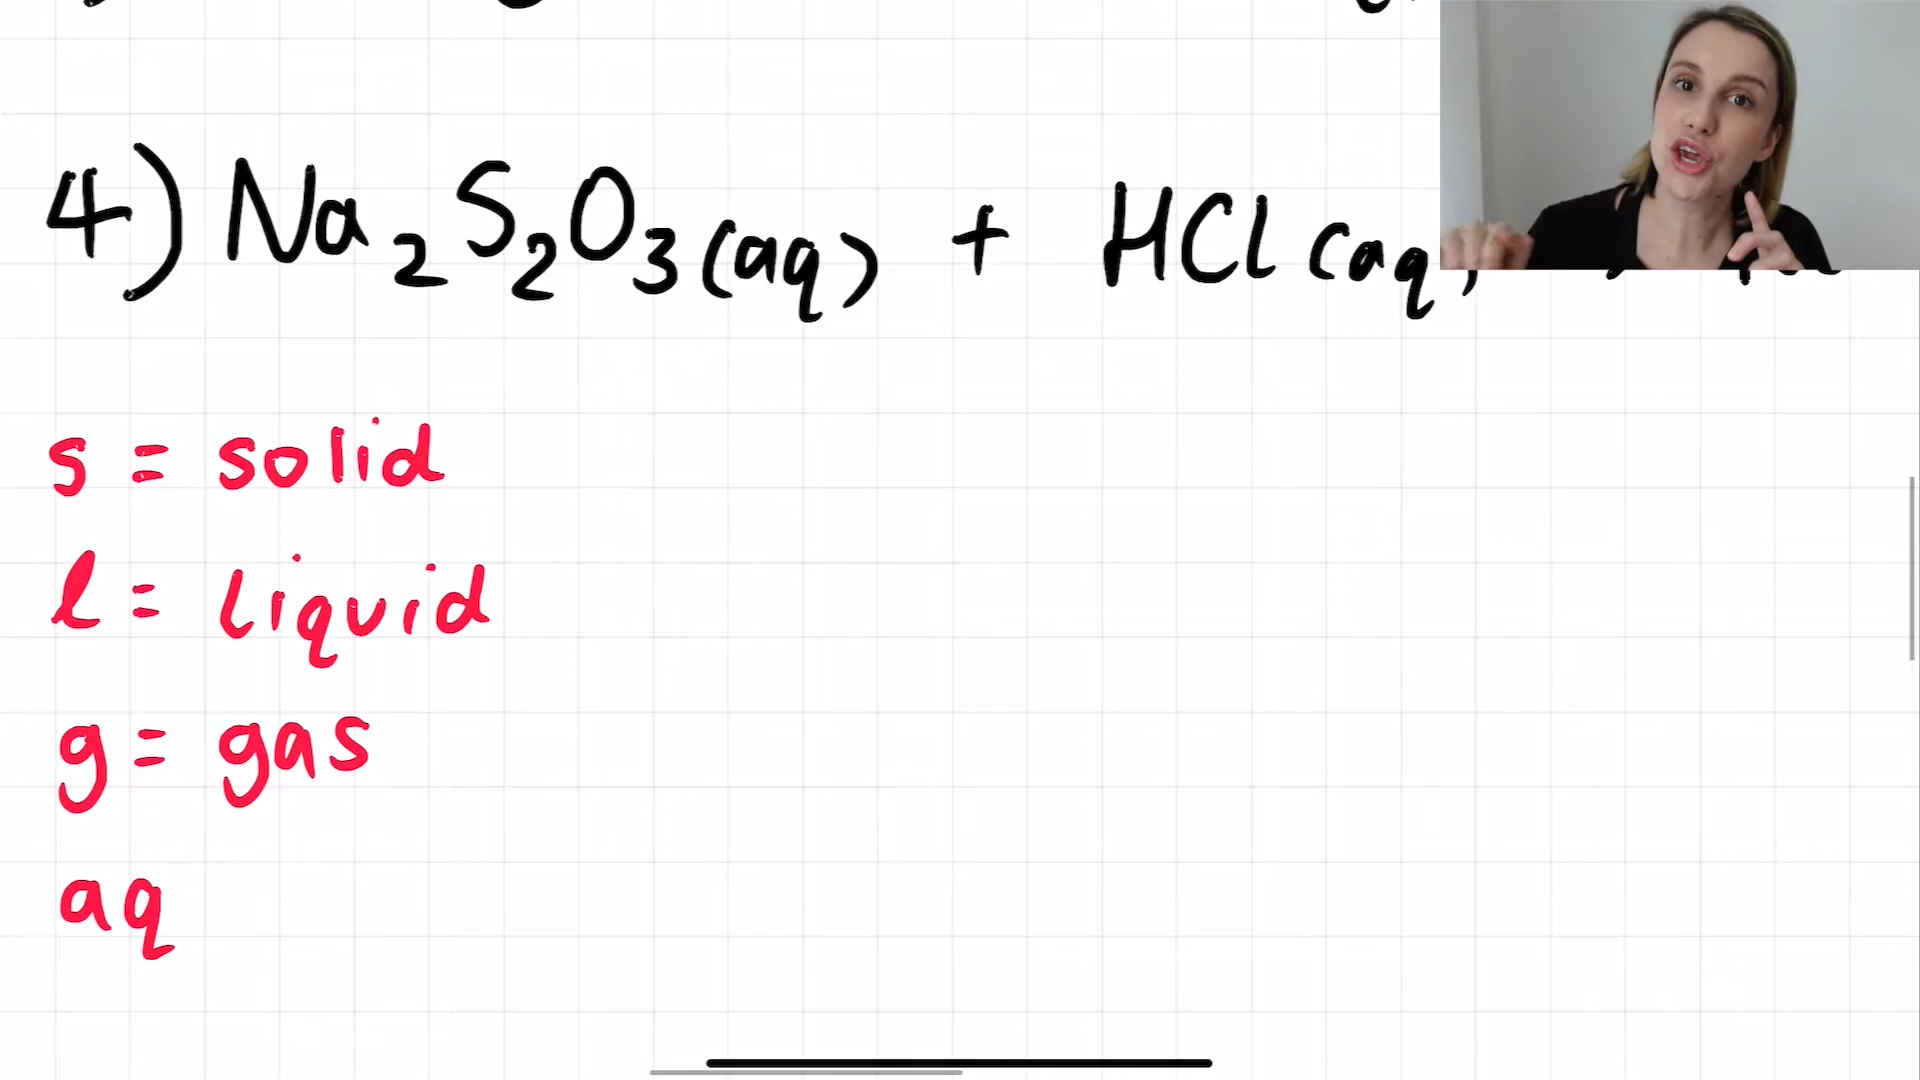 4) Na₂S₂O₃(aq) + HCl(aq)
s = solid
l = liquid
g = gas
aq